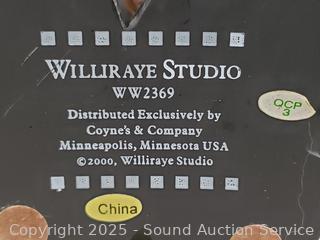 WILLIRAYE STUDIO
WW2369
Distributed Exclusively by
Coyne's & Company
Minneapolis, Minnesota USA
©2000, Williraye Studio
QCP
3
China
Copyright 2025 - Sound Auction Service